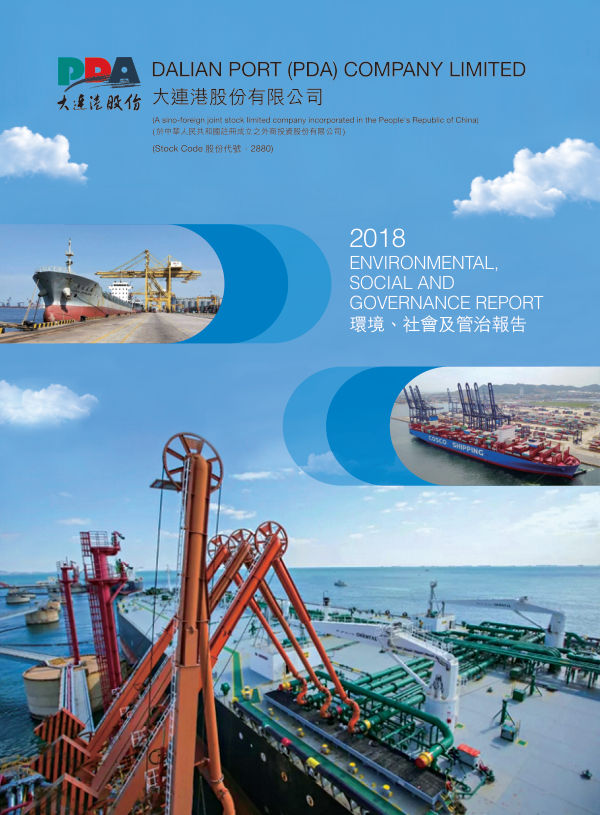 PDA
大連港股份
DALIAN PORT (PDA) COMPANY LIMITED
大連港股份有限公司
(A sino-foreign joint stock limited company incorporated in the People's Republic of China)
(於中華人民共和國註冊成立之外商投資股份有限公司)
(Stock Code 股份代號：2880)
2018
ENVIRONMENTAL,
SOCIAL AND
GOVERNANCE REPORT
環境、社會及管治報告
COSCO SHIPPING
ORIENTAL